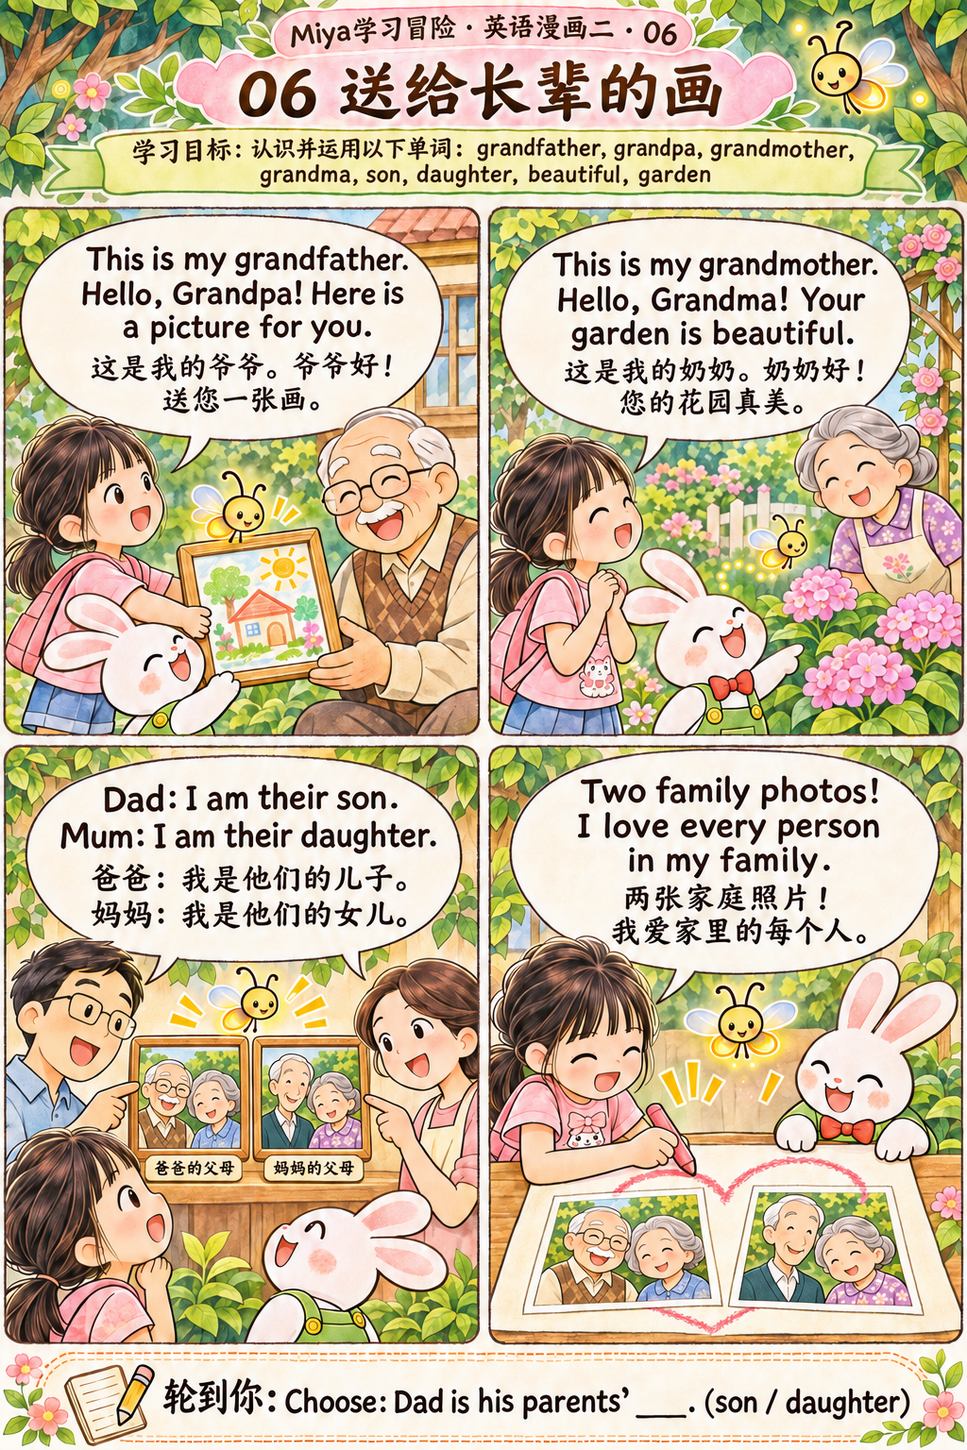 Miya学习冒险·英语漫画二·06
06 送给长辈的画
学习目标：认识并运用以下单词：grandfather, grandpa, grandmother,
grandma, son, daughter, beautiful, garden
This is my grandfather.
Hello, Grandpa! Here is
a picture for you.
这是我的爷爷。爷爷好！
送您一张画。
This is my grandmother.
Hello, Grandma! Your
garden is beautiful.
这是我的奶奶。奶奶好！
您的花园真美。
Dad: I am their son.
Mum: I am their daughter.
爸爸：我是他们的儿子。
妈妈：我是他们的女儿。
爸爸的父母
妈妈的父母
Two family photos!
I love every person
in my family.
两张家庭照片！
我爱家里的每个人。
轮到你：Choose: Dad is his parents' ___. (son / daughter)